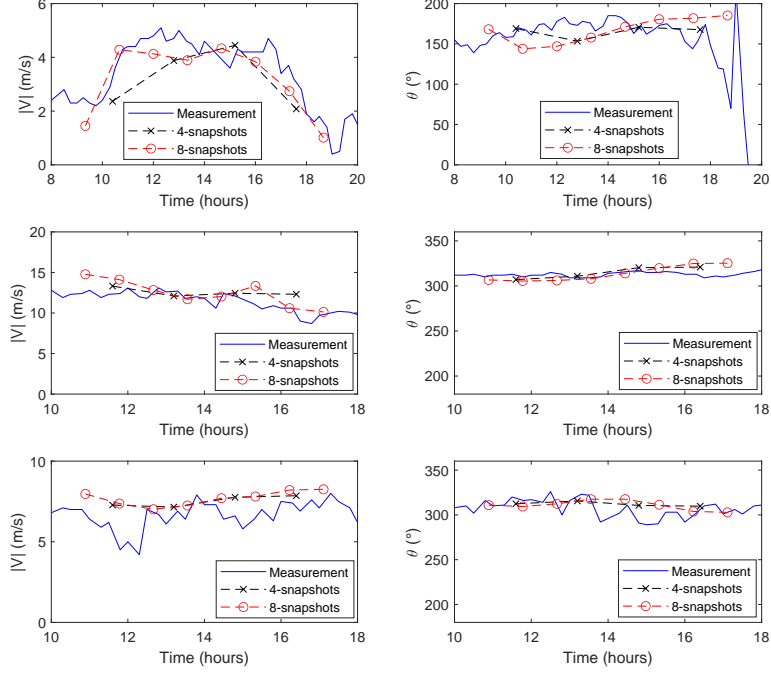 6
4
2
0
|V| (m/s)
8 10 12 14 16 18 20
Time (hours)
Measurement
4-snapshots
8-snapshots
200
150
100
50
0
θ (°)
8 10 12 14 16 18 20
Time (hours)
Measurement
4-snapshots
8-snapshots
20
15
10
5
0
|V| (m/s)
10 12 14 16 18
Time (hours)
Measurement
4-snapshots
8-snapshots
350
300
250
200
θ (°)
10 12 14 16 18
Time (hours)
Measurement
4-snapshots
8-snapshots
10
5
0
|V| (m/s)
10 12 14 16 18
Time (hours)
Measurement
4-snapshots
8-snapshots
350
300
250
200
θ (°)
10 12 14 16 18
Time (hours)
Measurement
4-snapshots
8-snapshots